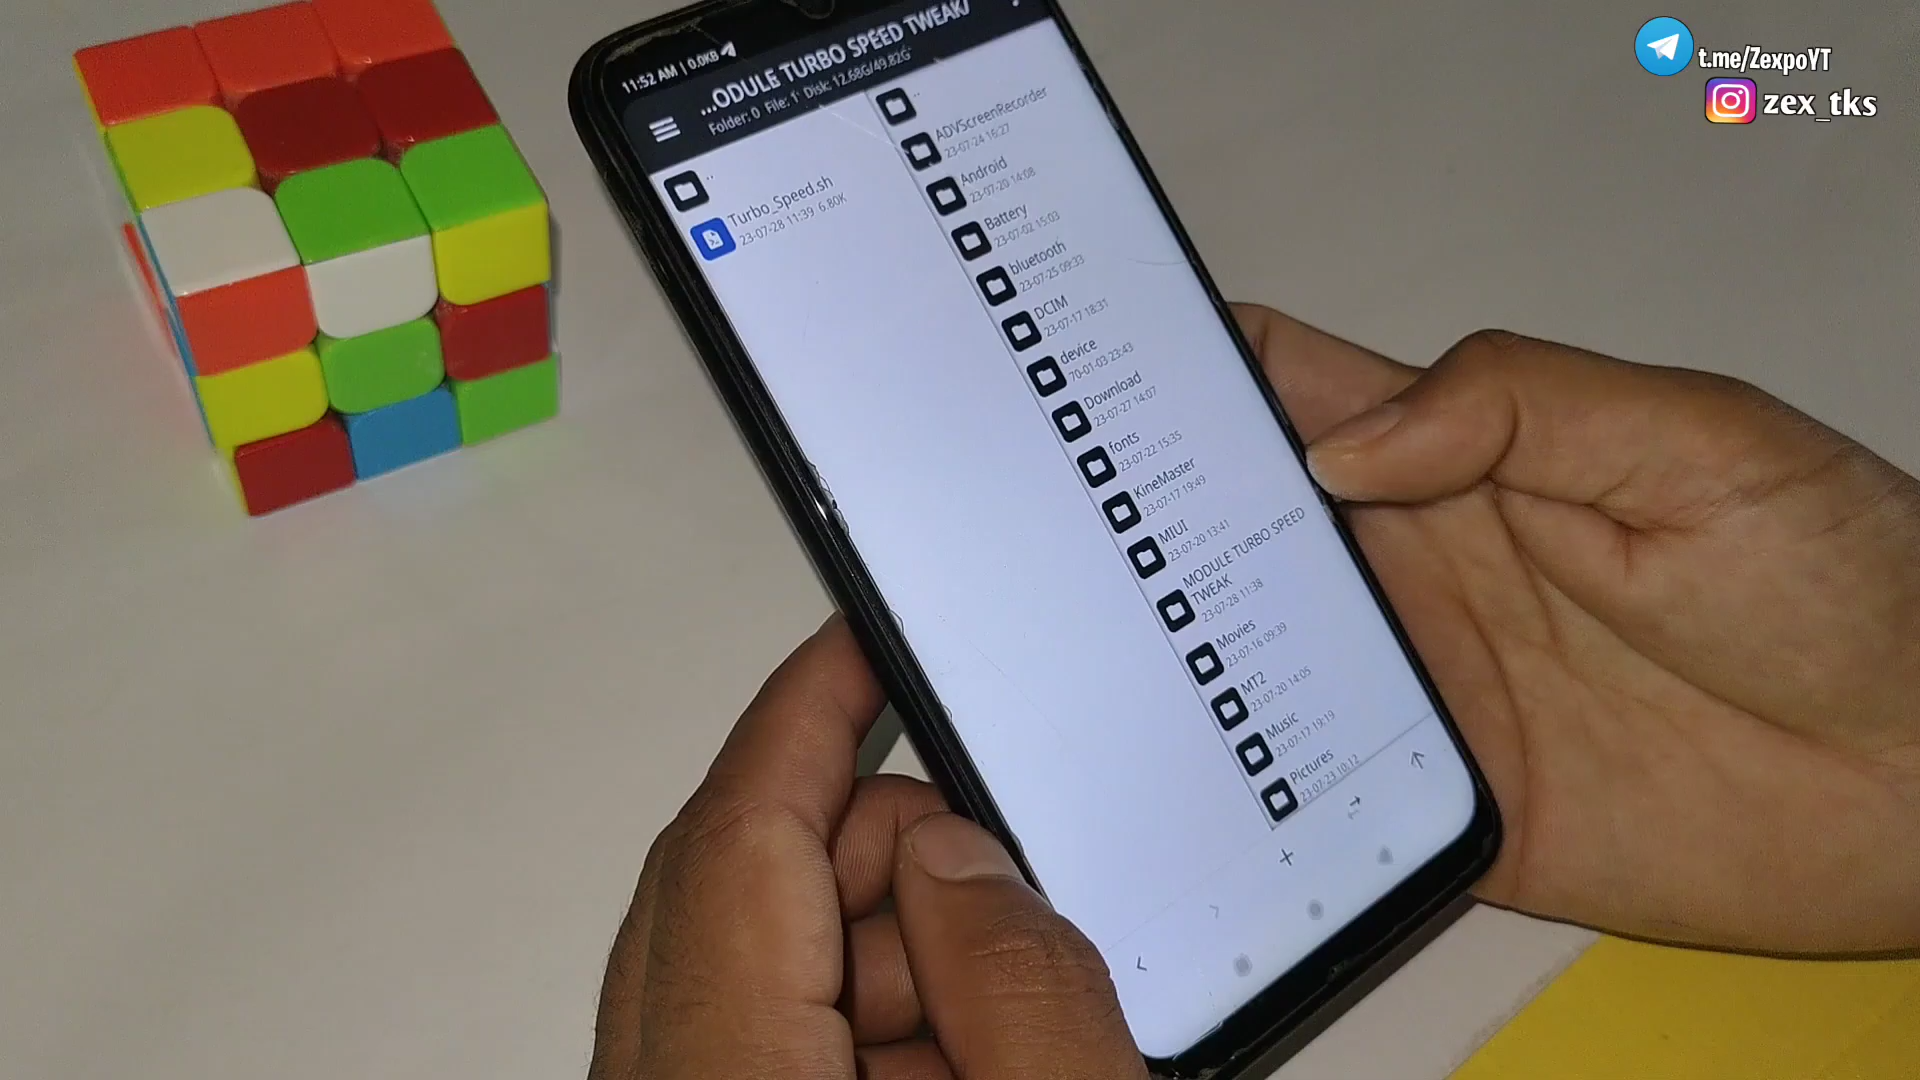 t.me/ZexpoYT
zex_tks
11:52 AM | 0.0KB
...ODULE TURBO SPEED TWEAK/
Folder: 0 File: 1 Disk: 12.68G/49.82G
..
Turbo_Speed.sh
23-07-28 11:39 6.80K
..
ADVScreenRecorder
23-07-24 16:27
Android
23-07-20 14:08
Battery
23-07-02 15:03
bluetooth
23-07-25 09:33
DCIM
23-07-17 18:31
device
70-01-03 23:43
Download
23-07-27 14:07
fonts
23-07-22 15:35
KineMaster
23-07-17 19:49
MIUI
23-07-20 13:41
MODULE TURBO SPEED
TWEAK
23-07-28 11:38
Movies
23-07-16 09:39
MT2
23-07-20 14:05
Music
23-07-17 19:19
Pictures
23-07-23 10:12